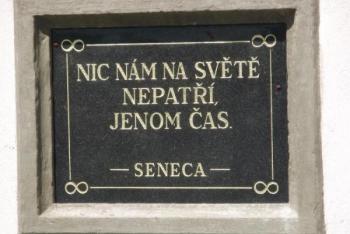 NIC NÁM NA SVĚTĚ
NEPATŘÍ,
JENOM ČAS.
— SENECA —